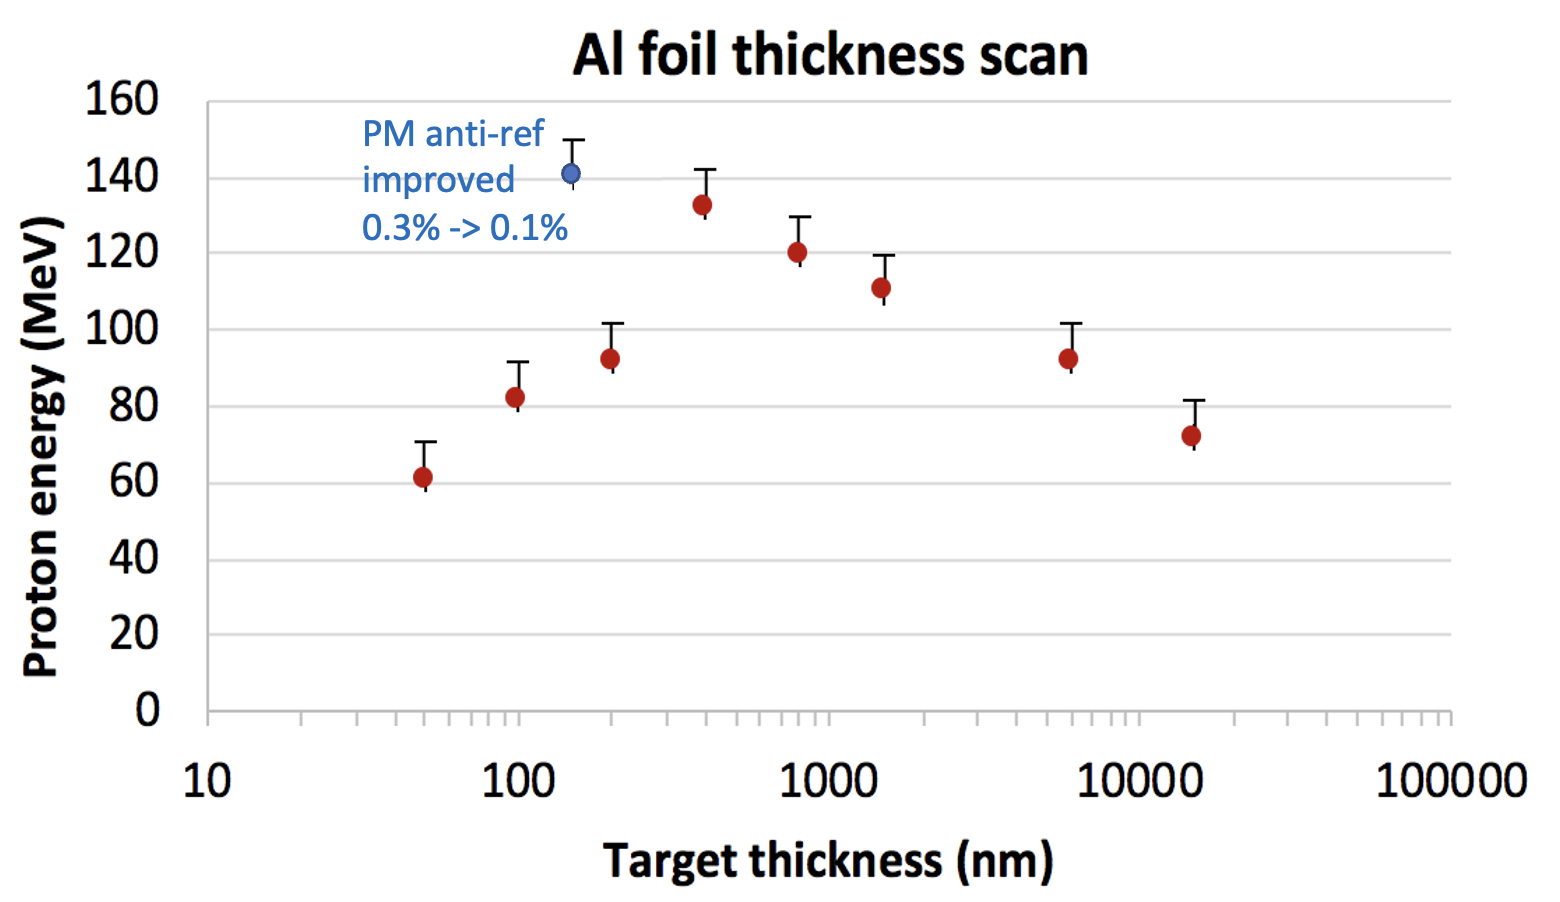 Al foil thickness scan
160
140
120
100
80
60
40
20
0
PM anti-ref
improved
0.3% -> 0.1%
Proton energy (MeV)
10
100
1000
10000
100000
Target thickness (nm)